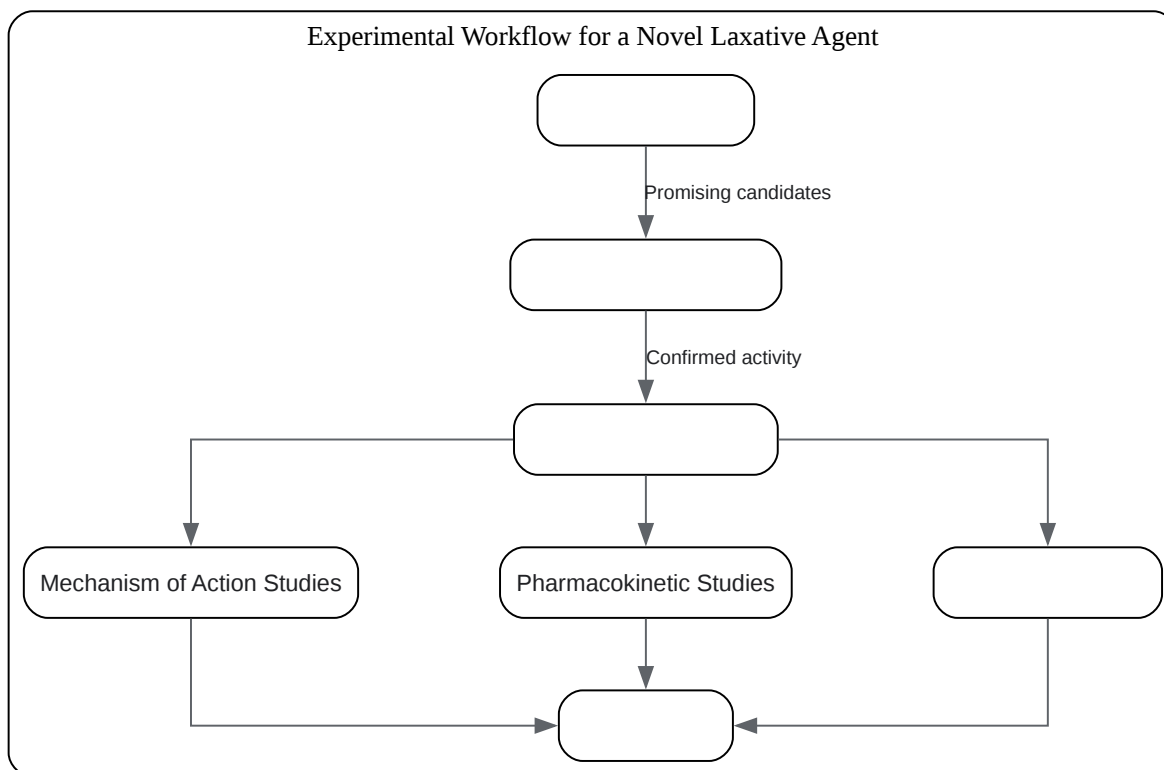 Experimental Workflow for a Novel Laxative Agent
Promising candidates
Confirmed activity
Mechanism of Action Studies
Pharmacokinetic Studies